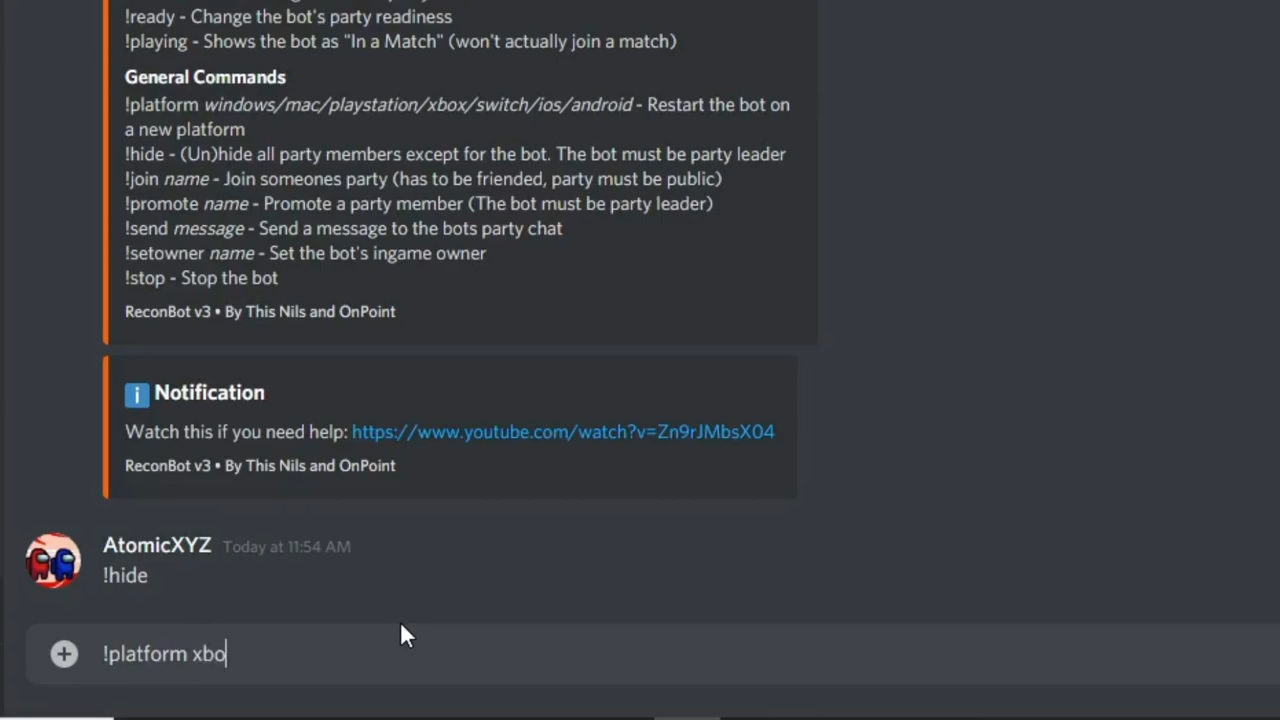 !ready - Change the bot's party readiness
!playing - Shows the bot as "In a Match" (won't actually join a match)
General Commands
!platform windows/mac/playstation/xbox/switch/ios/android - Restart the bot on
a new platform
!hide - (Un)hide all party members except for the bot. The bot must be party leader
!join name - Join someones party (has to be friended, party must be public)
!promote name - Promote a party member (The bot must be party leader)
!send message - Send a message to the bots party chat
!setowner name - Set the bot's ingame owner
!stop - Stop the bot
ReconBot v3 • By This Nils and OnPoint
i Notification
Watch this if you need help: https://www.youtube.com/watch?v=Zn9rJMbsX04
ReconBot v3 • By This Nils and OnPoint
AtomicXYZ Today at 11:54 AM
!hide
!platform xbo